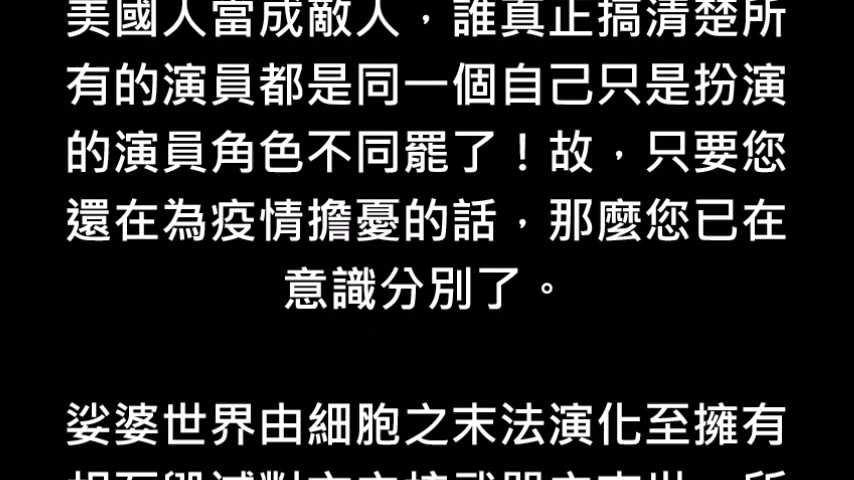 美國人當成敵人，誰真正搞清楚所
有的演員都是同一個自己只是扮演
的演員角色不同罷了！故，只要您
還在為疫情擔憂的話，那麼您已在
意識分別了。
娑婆世界由細胞之末法演化至擁有